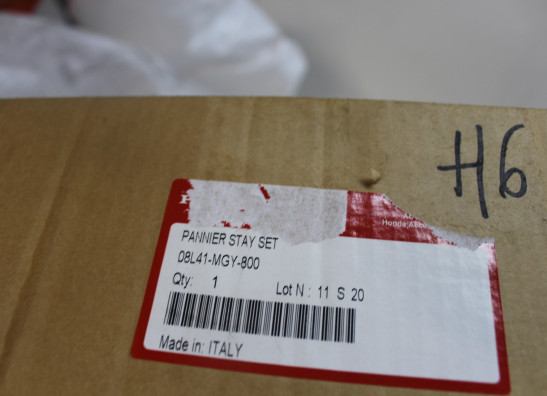 H6
PANNIER STAY SET
08L41-MGY-800
Qty: 1 Lot N : 11 S 20
Made in: ITALY